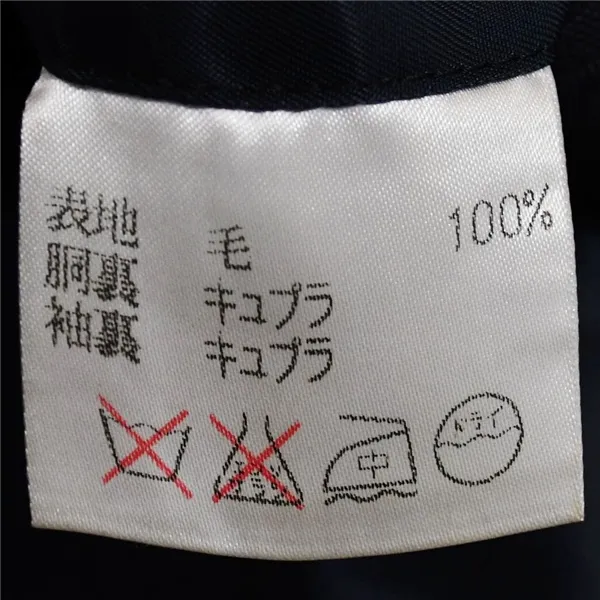 表地 毛 100%
胴裏 キュプラ
袖裏 キュプラ
中 ドライ